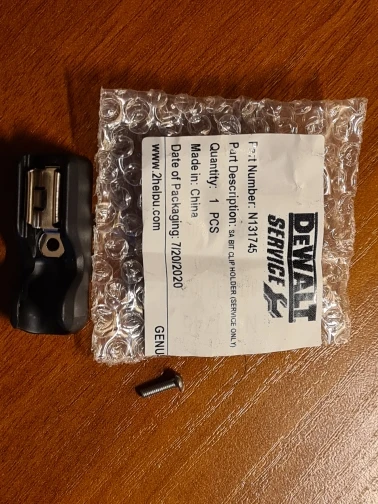 DEWALT
SERVICE
Part Number: N131745
Part Description: SA BIT CLIP HOLDER (SERVICE ONLY)
Quantity: 1 PCS
Made in: China
Date of Packaging: 7/20/2020
www.2helpu.com
GENU